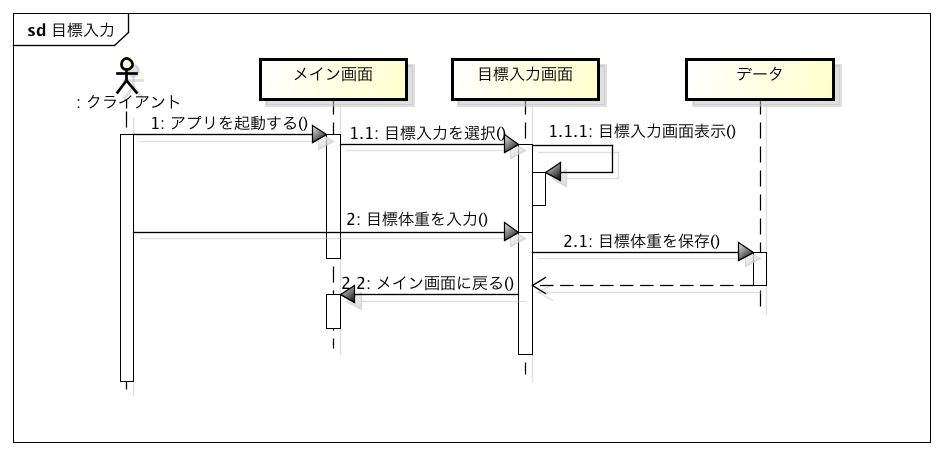 sd 目標入力
メイン画面
目標入力画面
データ
: クライアント
1: アプリを起動する()
1.1: 目標入力を選択()
1.1.1: 目標入力画面表示()
2: 目標体重を入力()
2.1: 目標体重を保存()
2.2: メイン画面に戻る()